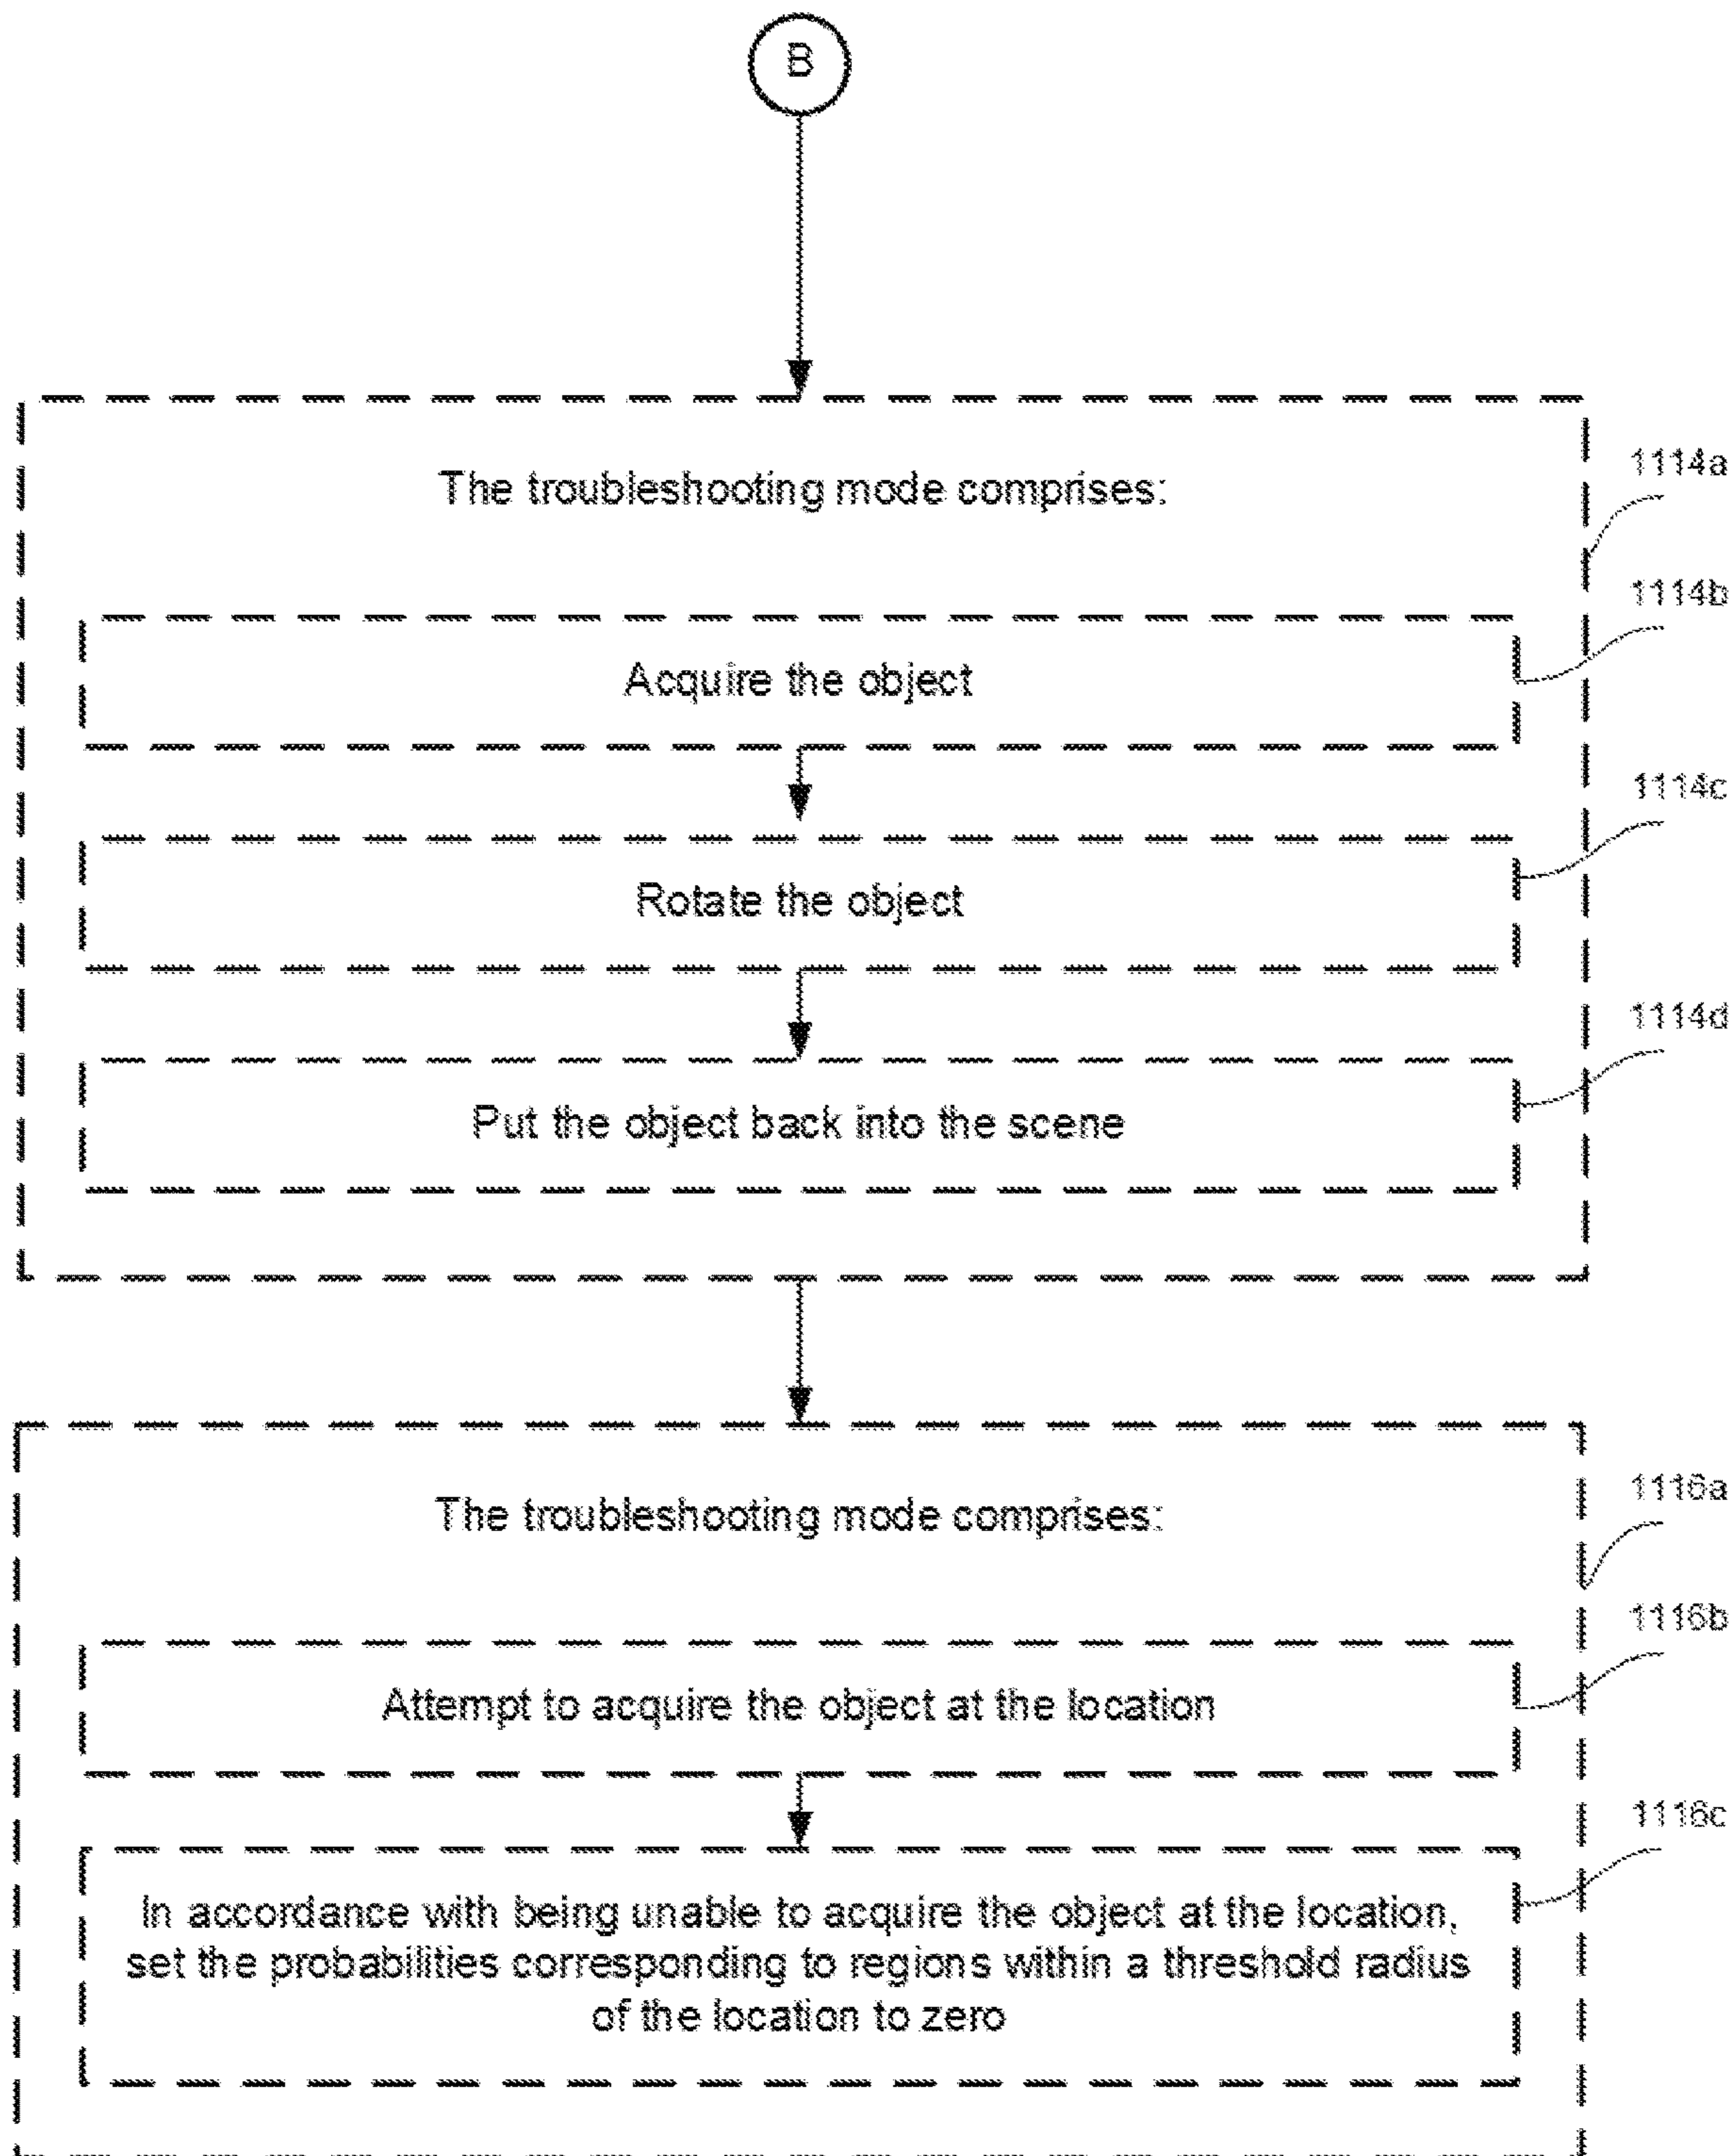 B
The troubleshooting mode comprises:
1114a
1114b
Acquire the object
1114c
Rotate the object
1114d
Put the object back into the scene
The troubleshooting mode comprises:
1116a
1116b
Attempt to acquire the object at the location
1116c
In accordance with being unable to acquire the object at the location,
set the probabilities corresponding to regions within a threshold radius
of the location to zero